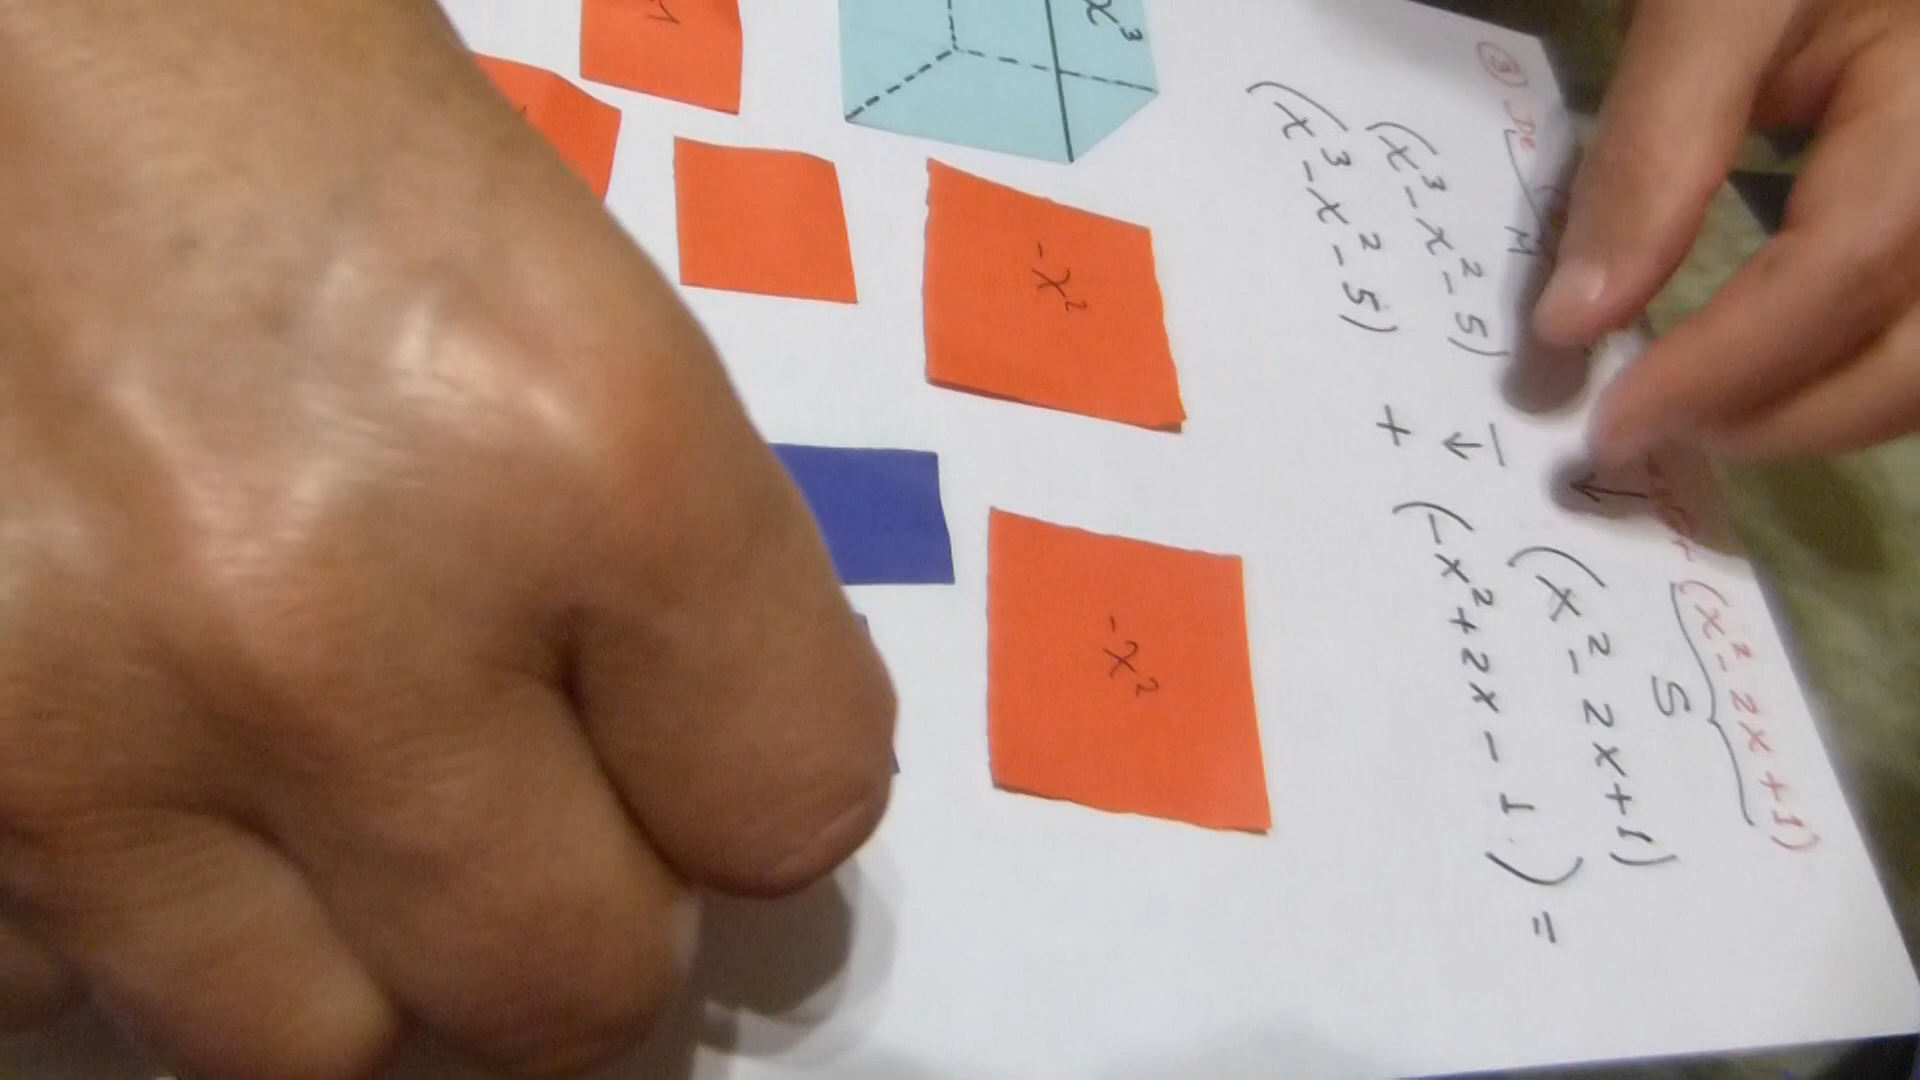 ③ De (x² - 2x + 1)
M S
(x³ - x² - 5) - (x² - 2x + 1)
(x³ - x² - 5) + (-x² + 2x - 1) =
x³
-x²
-x²